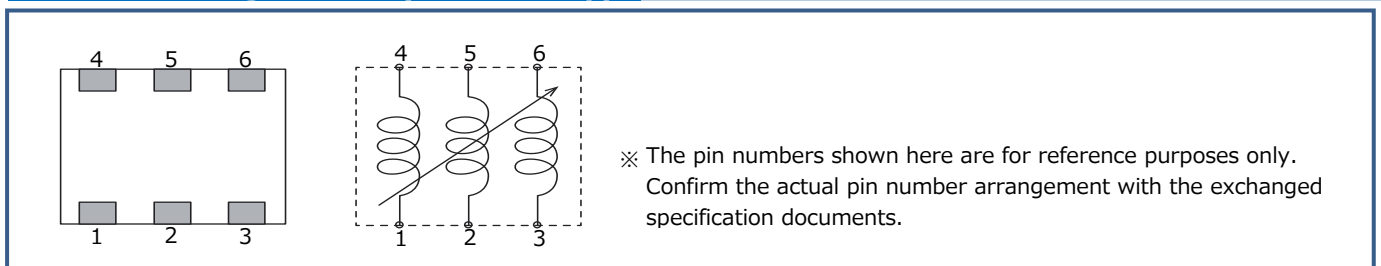 4 5 6
1 2 3
4 5 6
1 2 3
※ The pin numbers shown here are for reference purposes only.
Confirm the actual pin number arrangement with the exchanged
specification documents.